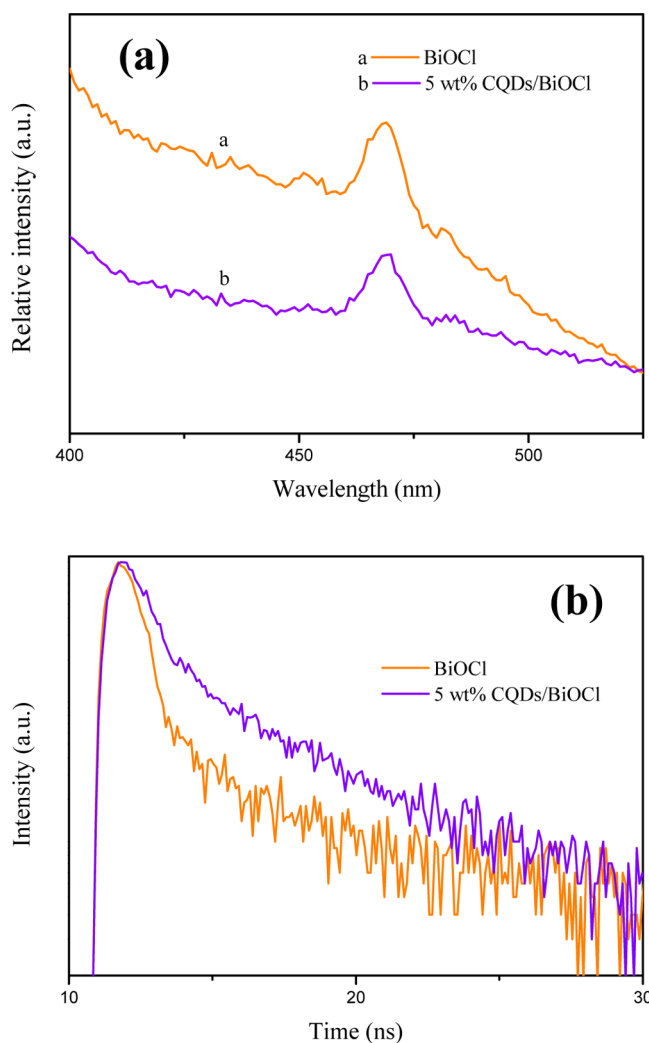 (a)
a BiOCl
b 5 wt% CQDs/BiOCl
a
b
Relative intensity (a.u.)
400 450 500
Wavelength (nm)
(b)
BiOCl
5 wt% CQDs/BiOCl
Intensity (a.u.)
10 20 30
Time (ns)